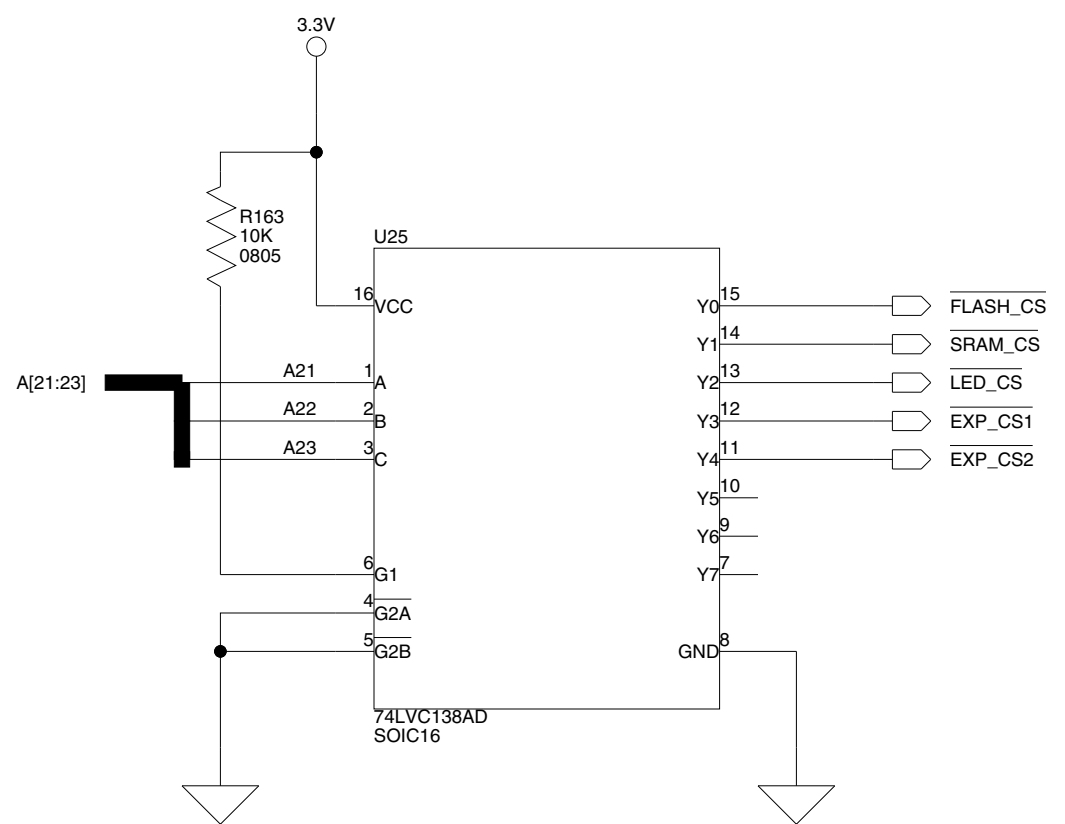 3.3V
R163
10K
0805
U25
16 VCC Y0 15 FLASH_CS
Y1 14 SRAM_CS
A[21:23] A21 1 A Y2 13 LED_CS
A22 2 B Y3 12 EXP_CS1
A23 3 C Y4 11 EXP_CS2
Y5 10
Y6 9
6 G1 Y7 7
4 G2A
5 G2B GND 8
74LVC138AD
SOIC16